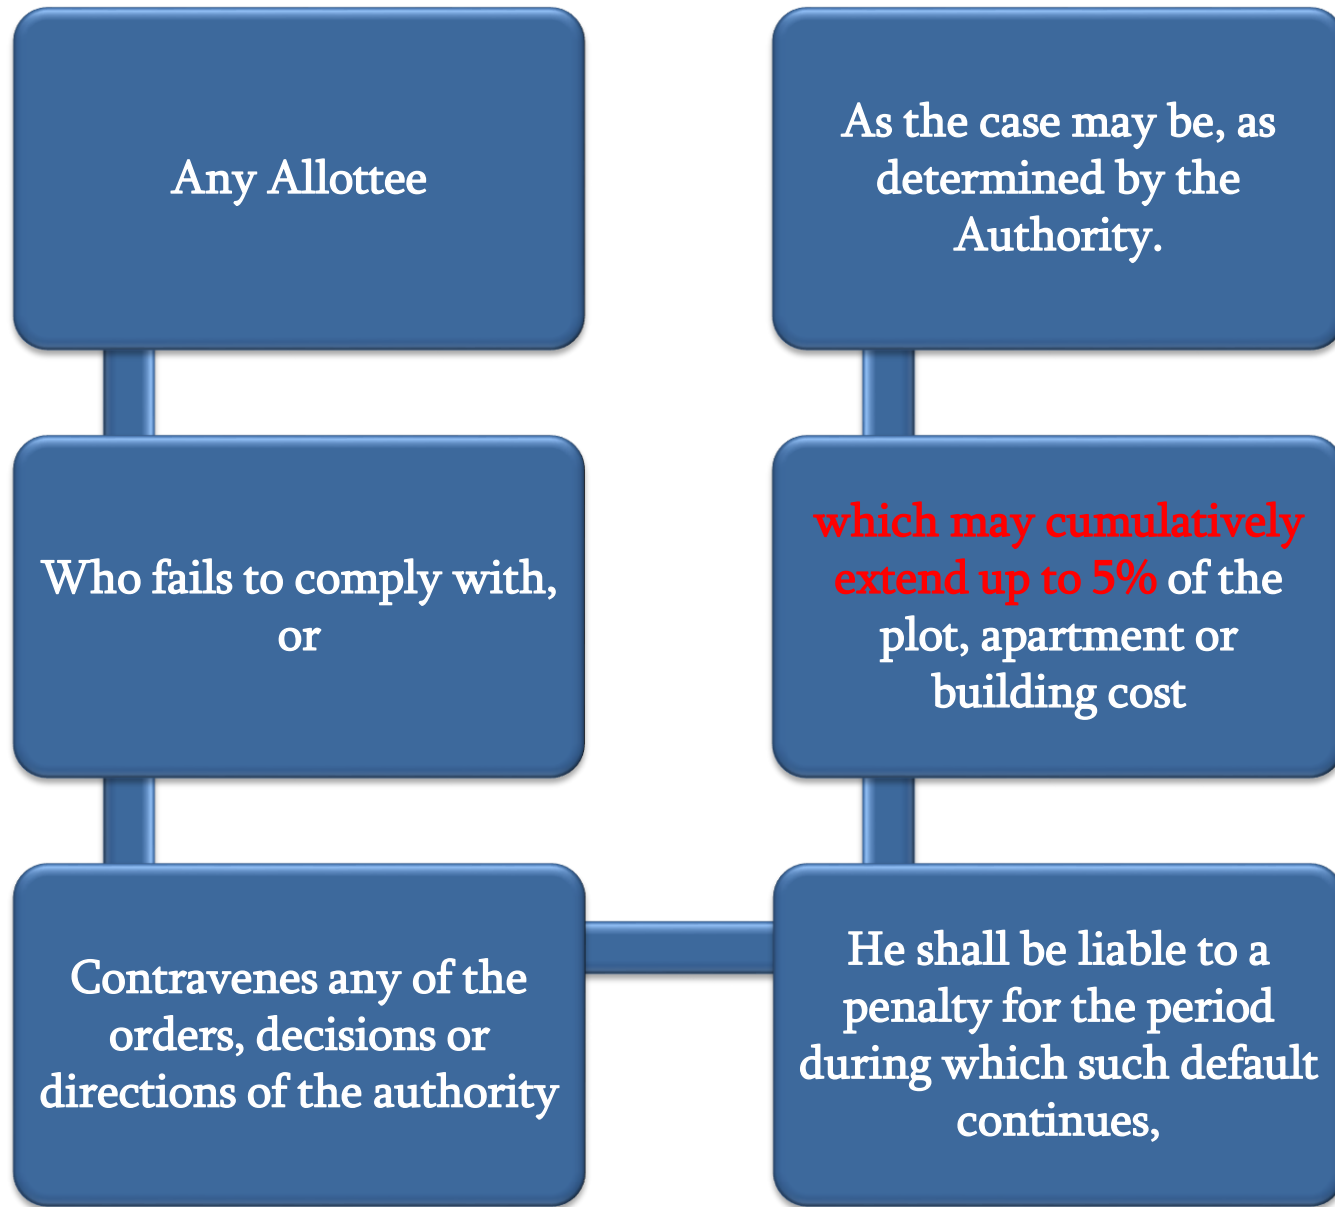 Any Allottee
Who fails to comply with,
or
Contravenes any of the
orders, decisions or
directions of the authority
He shall be liable to a
penalty for the period
during which such default
continues,
which may cumulatively
extend up to 5% of the
plot, apartment or
building cost
As the case may be, as
determined by the
Authority.